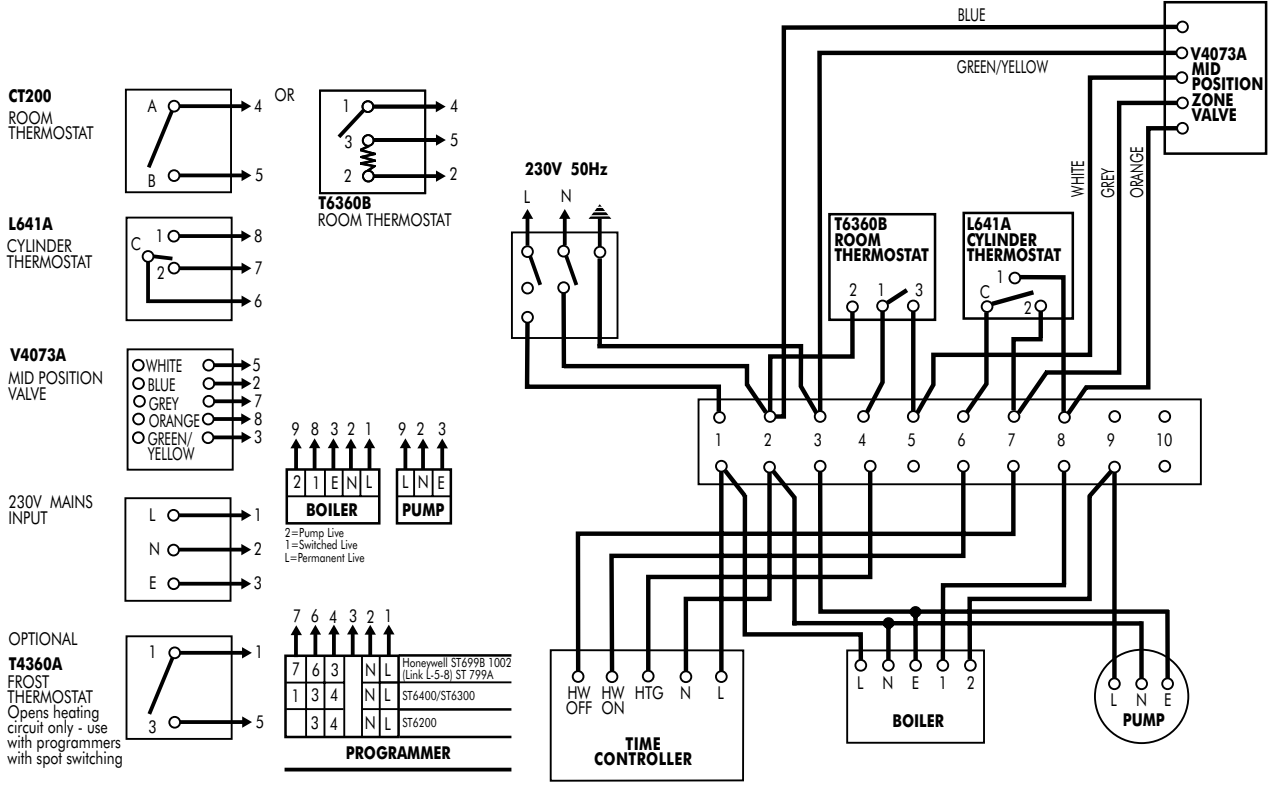 CT200
ROOM
THERMOSTAT
A
B
4
5
OR
1
3
2
4
5
2
T6360B
ROOM THERMOSTAT
L641A
CYLINDER
THERMOSTAT
C
1
2
8
7
6
V4073A
MID POSITION
VALVE
WHITE
BLUE
GREY
ORANGE
GREEN/
YELLOW
5
2
7
8
3
9 8 3 2 1
2 1 E N L
BOILER
2=Pump Live
1=Switched Live
L=Permanent Live
9 2 3
L N E
PUMP
230V MAINS
INPUT
L
N
E
1
2
3
OPTIONAL
T4360A
FROST
THERMOSTAT
Opens heating
circuit only - use
with programmers
with spot switching
1
3
1
5
7 6 4 3 2 1
7 6 3 N L Honeywell ST699B 1002
(Link L-5-8) ST 799A
1 3 4 N L ST6400/ST6300
3 4 N L ST6200
PROGRAMMER
230V 50Hz
L N
BLUE
GREEN/YELLOW
WHITE
GREY
ORANGE
V4073A
MID
POSITION
ZONE
VALVE
T6360B
ROOM
THERMOSTAT
2 1 3
L641A
CYLINDER
THERMOSTAT
1
C
2
1 2 3 4 5 6 7 8 9 10
HW
OFF
HW
ON
HTG
N
L
TIME
CONTROLLER
L N E 1 2
BOILER
L N E
PUMP